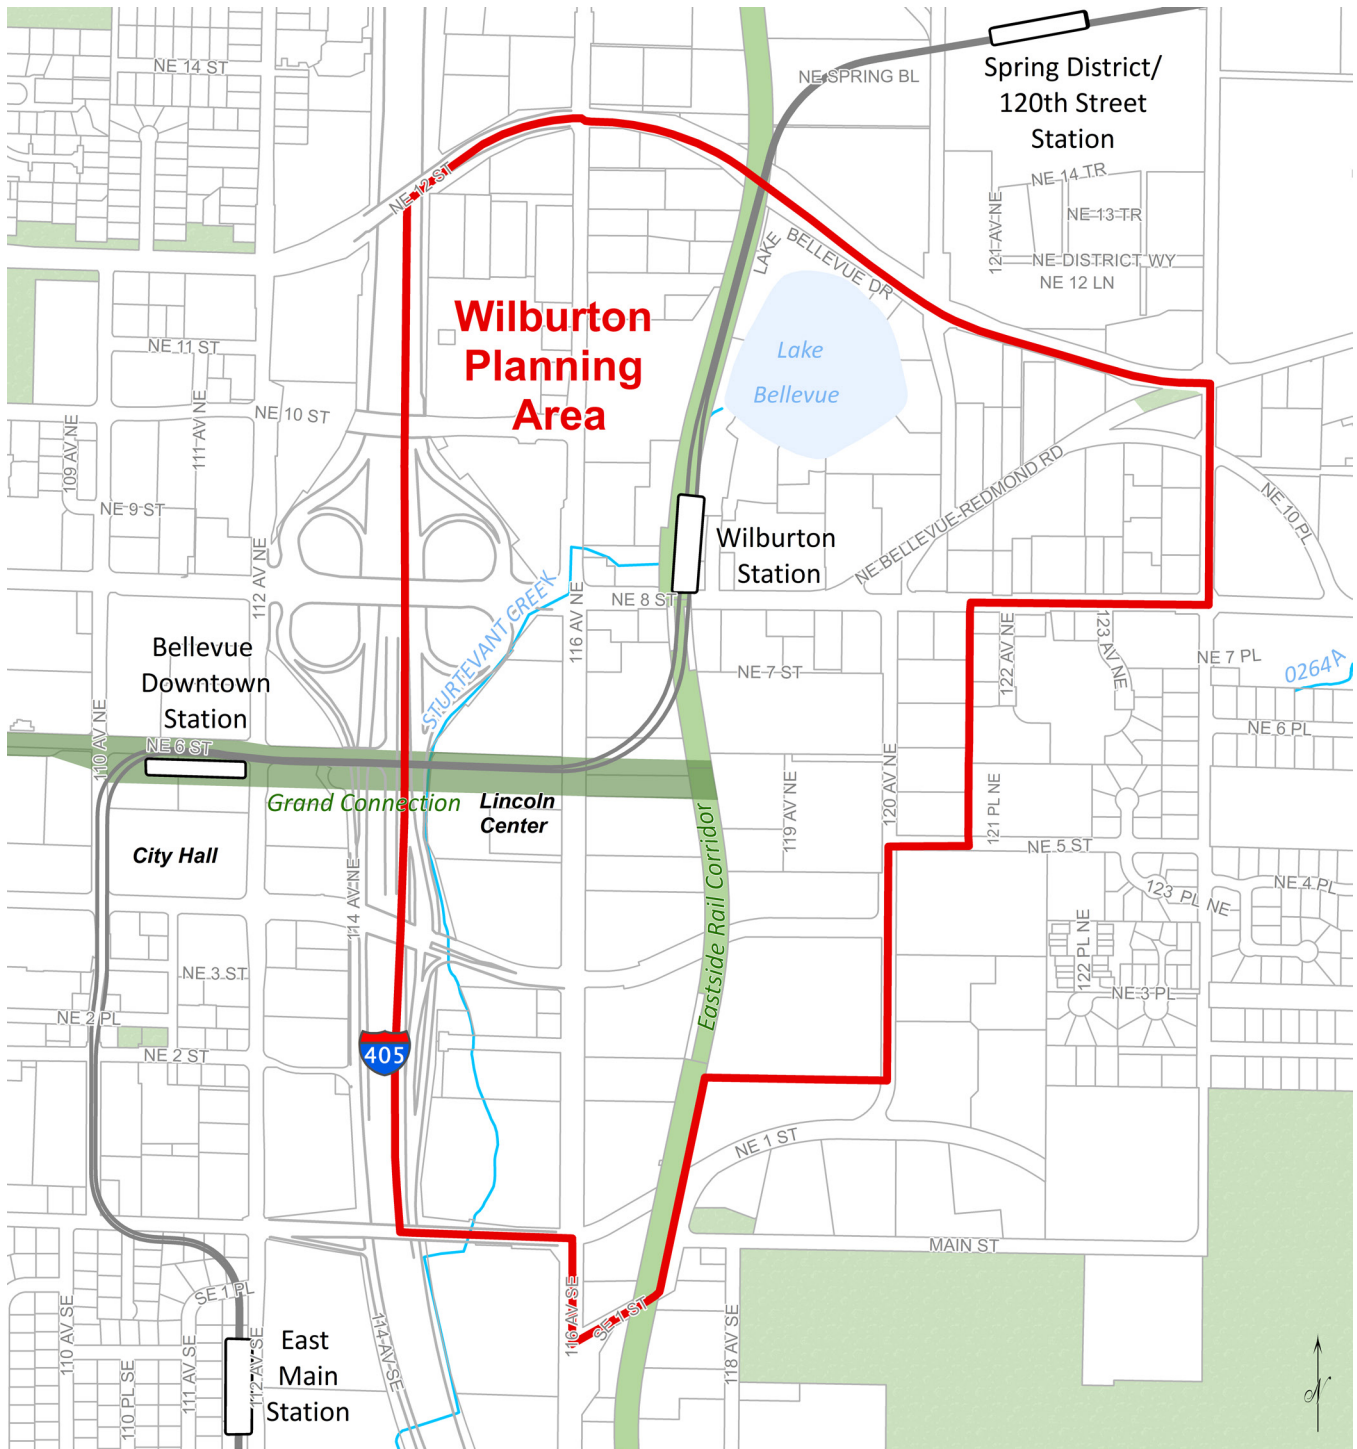 NE 14 ST
NE SPRING BL
Spring District/
120th Street
Station
NE 14 TR
NE 13 TR
121 AV NE
NE DISTRICT WY
NE 12 LN
NE 12 ST
LAKE
BELLEVUE DR
Wilburton
Planning
Area
Lake
Bellevue
NE 11 ST
NE 10 ST
109 AV NE
111 AV NE
NE 9 ST
112 AV NE
NE BELLEVUE-REDMOND RD
NE 10 PL
Wilburton
Station
NE 8 ST
116 AV NE
STURTEVANT CREEK
Bellevue
Downtown
Station
NE 7 ST
122 AV NE
123 AV NE
NE 7 PL
0264A
NE 6 PL
110 AV NE
NE 6 ST
Grand Connection
Lincoln
Center
City Hall
119 AV NE
120 AV NE
121 PL NE
NE 5 ST
NE 4 PL
123 PL NE
122 PL NE
NE 3 PL
114 AV NE
Eastside Rail Corridor
NE 3 ST
NE 2 PL
NE 2 ST
405
NE 1 ST
MAIN ST
SE 1 PL
116 AV SE
SE 1 ST
118 AV SE
110 AV SE
110 PL SE
111 AV SE
112 AV SE
114 AV SE
East
Main
Station
N